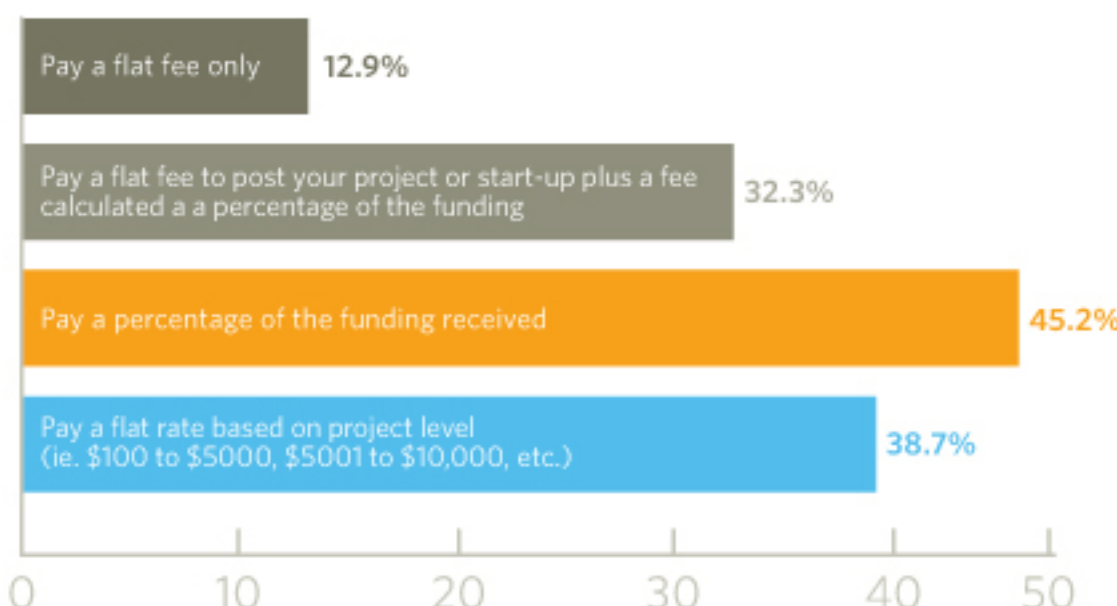 Pay a flat fee only 12.9%
Pay a flat fee to post your project or start-up plus a fee
calculated a a percentage of the funding
32.3%
Pay a percentage of the funding received 45.2%
Pay a flat rate based on project level
(ie. $100 to $5000, $5001 to $10,000, etc.)
38.7%
0 10 20 30 40 50